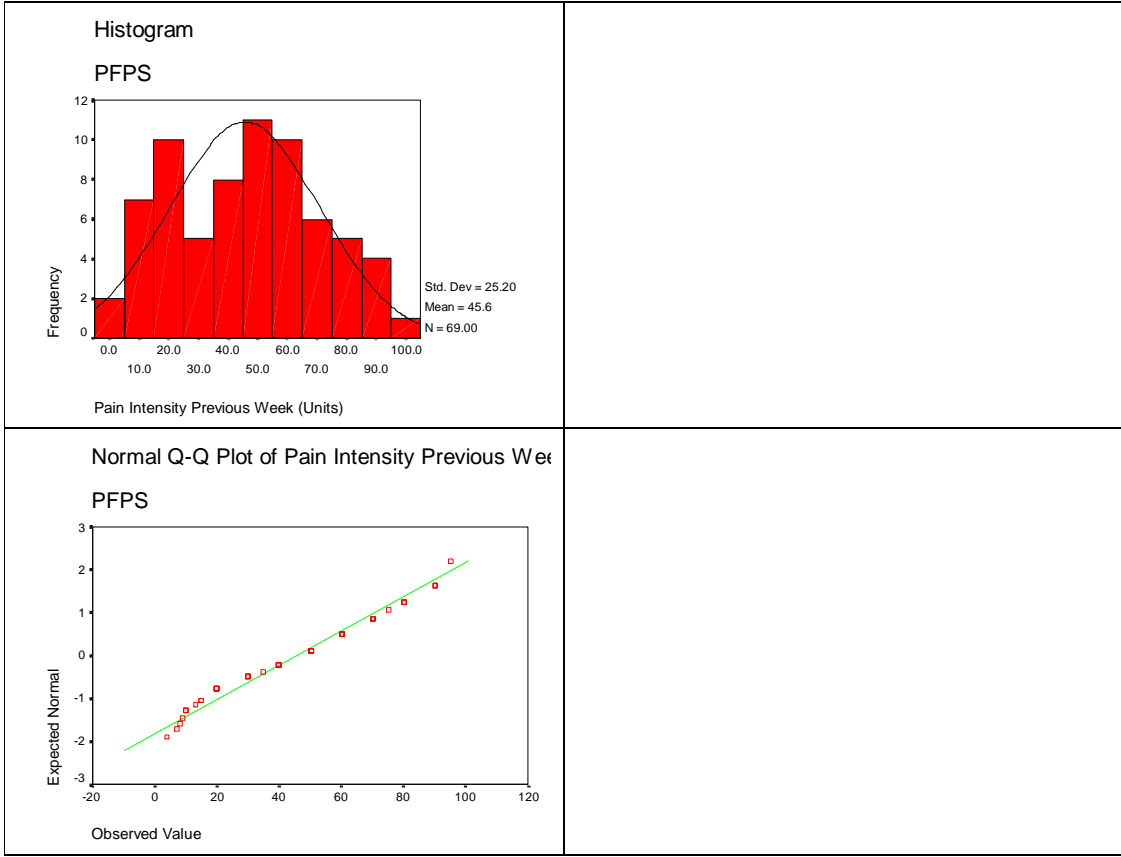 Histogram
PFPS
12
10
8
6
4
2
0
Frequency
Std. Dev = 25.20
Mean = 45.6
N = 69.00
0.0 20.0 40.0 60.0 80.0 100.0
10.0 30.0 50.0 70.0 90.0
Pain Intensity Previous Week (Units)
Normal Q-Q Plot of Pain Intensity Previous Wee
PFPS
3
2
1
0
-1
-2
-3
Expected Normal
-20 0 20 40 60 80 100 120
Observed Value